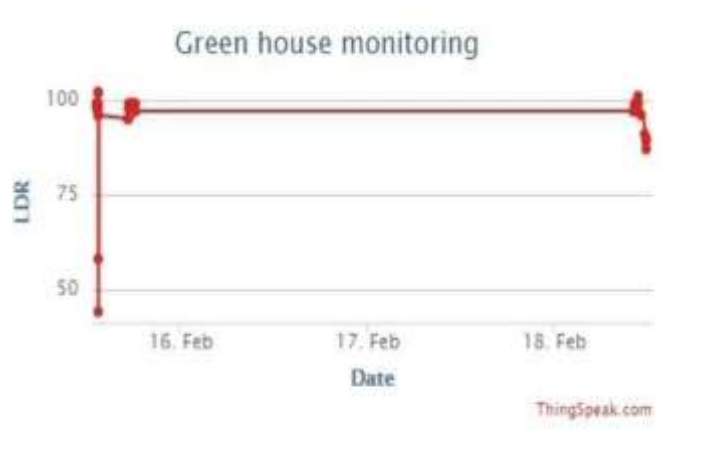 Green house monitoring
100
75
50
LDR
16. Feb
17. Feb
18. Feb
Date
ThingSpeak.com